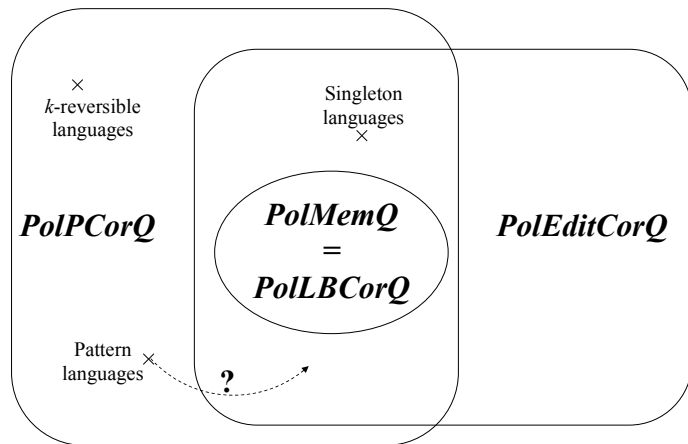 Singleton
languages
k-reversible
languages
PolPCorQ
PolMemQ
=
PolLBCorQ
PolEditCorQ
Pattern
languages
?